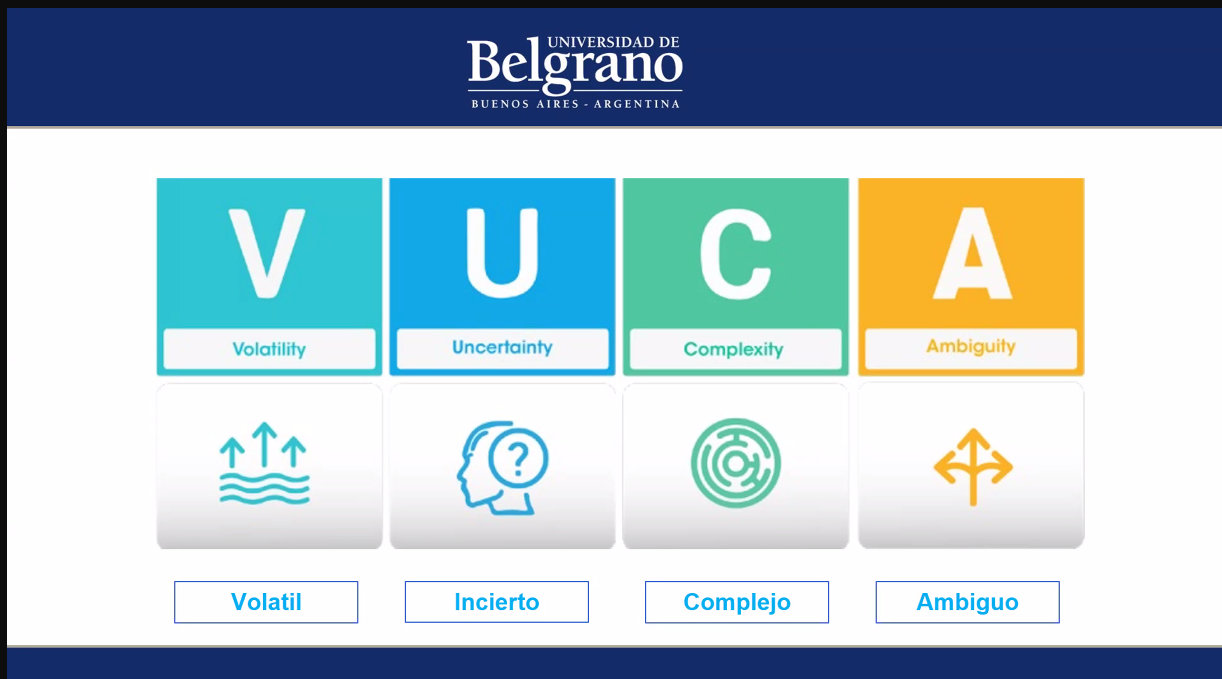 UNIVERSIDAD DE
Belgrano
BUENOS AIRES - ARGENTINA
V U C A
Volatility Uncertainty Complexity Ambiguity
?
Volatil Incierto Complejo Ambiguo